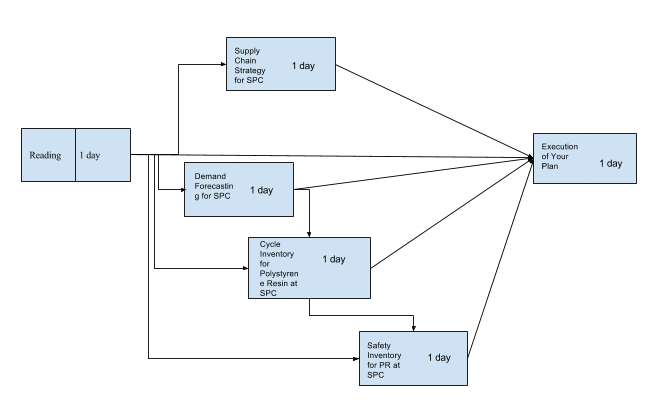 Supply
Chain
Strategy
for SPC
1 day
Reading
1 day
Execution
of Your
Plan
1 day
Demand
Forecastin
g for SPC
1 day
Cycle
Inventory
for
Polystyren
e Resin at
SPC
1 day
Safety
Inventory
for PR at
SPC
1 day